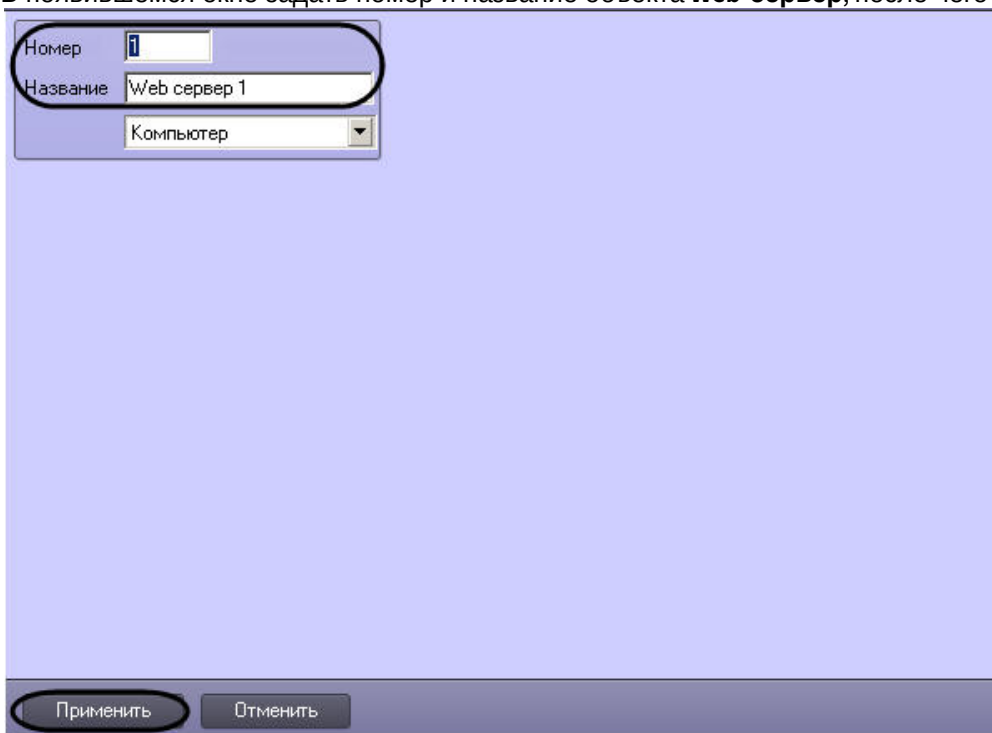 В появившемся окне задать номер и название объекта Web-сервер, после чего
Номер 1
Название Web сервер 1
Компьютер
Применить Отменить